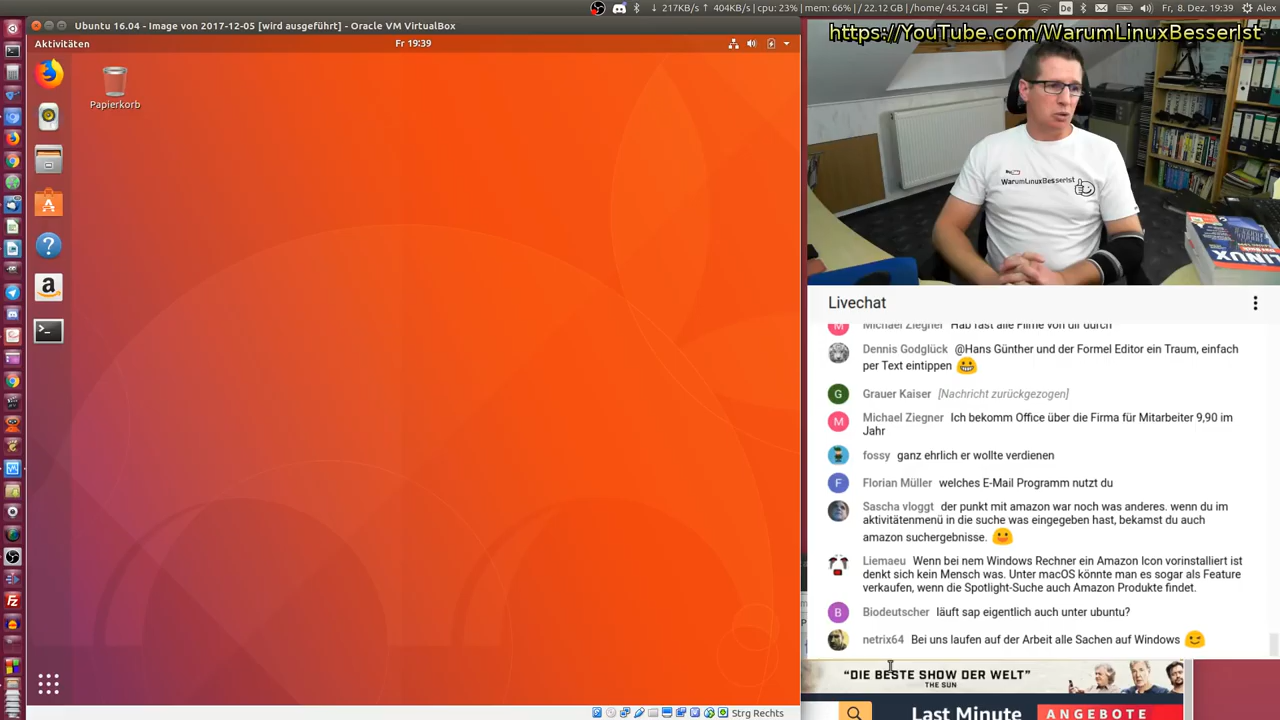 Ubuntu 16.04 - Image von 2017-12-05 [wird ausgeführt] - Oracle VM VirtualBox
217KB/s 404KB/s cpu: 23% mem: 66% // 22.12 GB /home/ 45.24 GB
De
Fr, 8. Dez, 19:39 Alex
Aktivitäten
Fr 19:39
Papierkorb
https://YouTube.com/WarumLinuxBesserIst
WarumLinuxBesserIst
LINUX
Livechat
Michael Ziegner Hab fast alle Filme von dir durch
Dennis Godglück @Hans Günther und der Formel Editor ein Traum, einfach
per Text eintippen
Grauer Kaiser [Nachricht zurückgezogen]
Michael Ziegner Ich bekomm Office über die Firma für Mitarbeiter 9,90 im
Jahr
fossy ganz ehrlich er wollte verdienen
Florian Müller welches E-Mail Programm nutzt du
Sascha vloggt der punkt mit amazon war noch was anderes. wenn du im
aktivitätenmenü in die suche was eingegeben hast, bekamst du auch
amazon suchergebnisse.
Liemaeu Wenn bei nem Windows Rechner ein Amazon Icon vorinstalliert ist
denkt sich kein Mensch was. Unter macOS könnte man es sogar als Feature
verkaufen, wenn die Spotlight-Suche auch Amazon Produkte findet.
Biodeutscher läuft sap eigentlich auch unter ubuntu?
netrix64 Bei uns laufen auf der Arbeit alle Sachen auf Windows
M
G
M
F
B
"DIE BESTE SHOW DER WELT"
THE SUN
Last Minute
ANGEBOTE
Strg Rechts